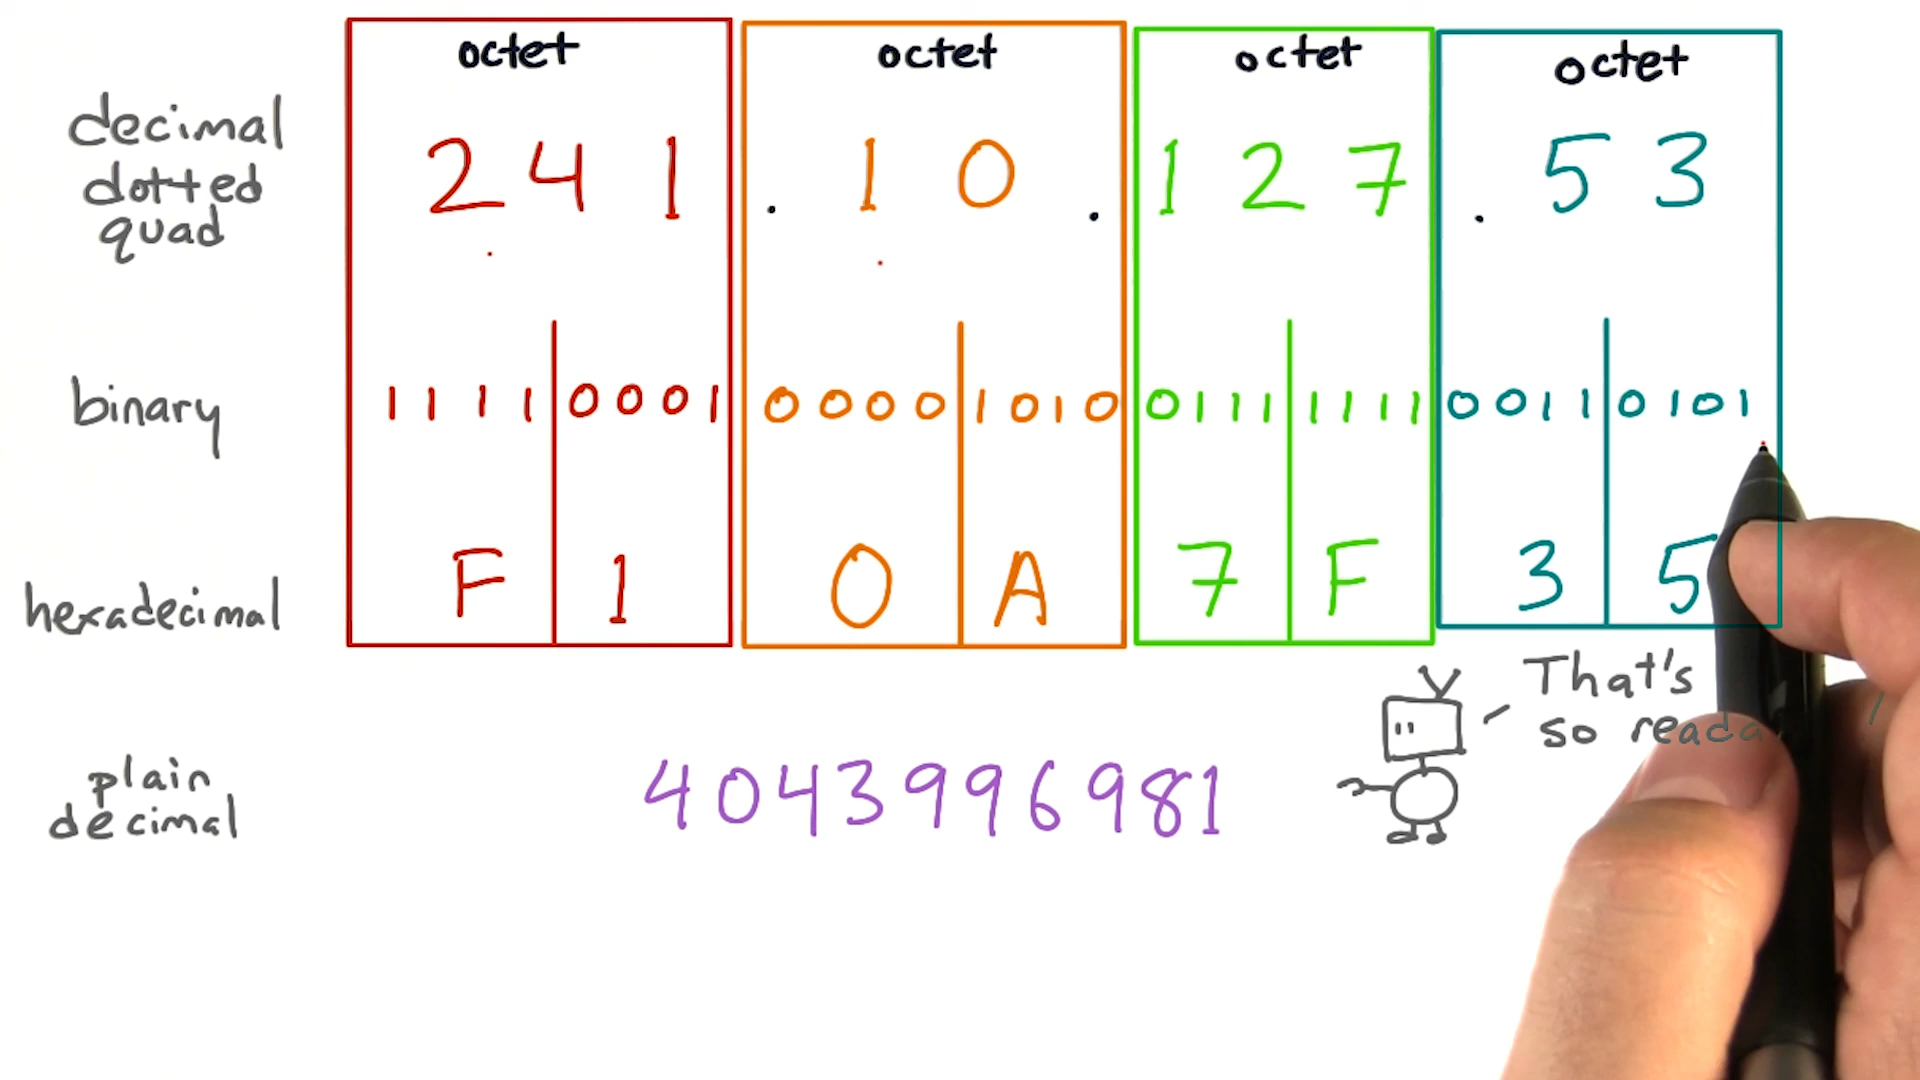 octet octet octet octet
decimal
dotted
quad
241 . 10 . 127 . 53
binary
1111 0001 0000 1010 0111 1111 0011 0101
hexadecimal
F 1 0 A 7 F 3 5
That's
so
plain
decimal
4043996981